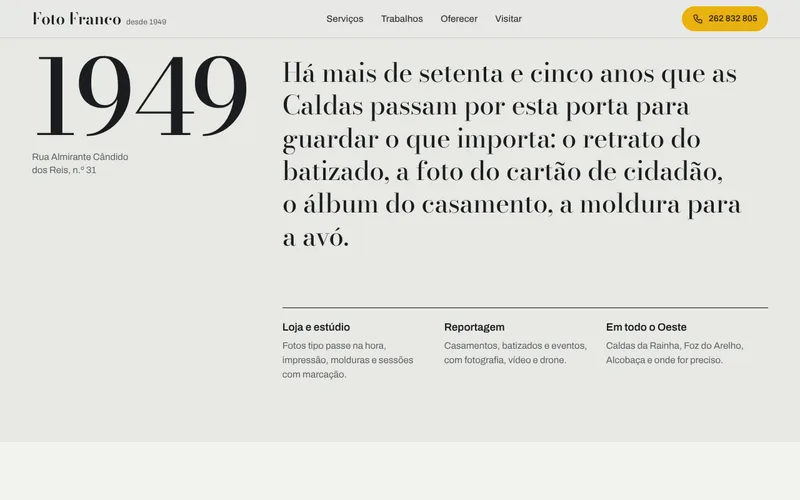 Foto Franco desde 1949
Serviços Trabalhos Oferecer Visitar
262 832 805
1949
Rua Almirante Cândido
dos Reis, n.º 31
Há mais de setenta e cinco anos que as
Caldas passam por esta porta para
guardar o que importa: o retrato do
batizado, a foto do cartão de cidadão,
o álbum do casamento, a moldura para
a avó.
Loja e estúdio
Fotos tipo passe na hora,
impressão, molduras e sessões
com marcação.
Reportagem
Casamentos, batizados e eventos,
com fotografia, vídeo e drone.
Em todo o Oeste
Caldas da Rainha, Foz do Arelho,
Alcobaça e onde for preciso.